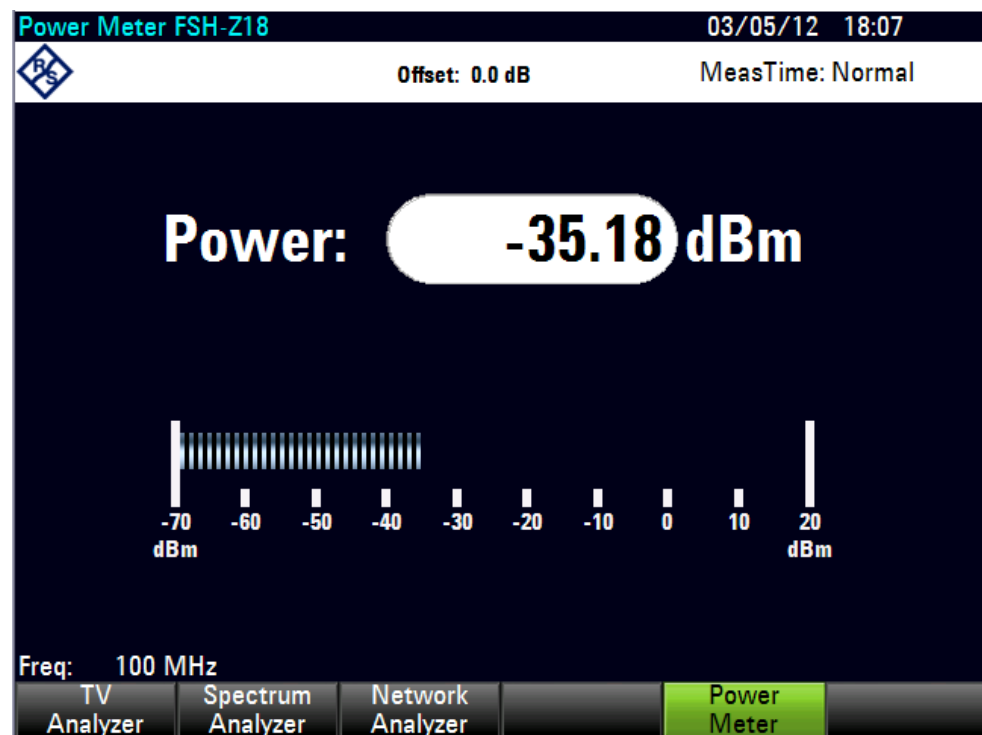 Power Meter FSH-Z18 03/05/12 18:07
R&S Offset: 0.0 dB MeasTime: Normal
Power: -35.18 dBm
-70 -60 -50 -40 -30 -20 -10 0 10 20
dBm dBm
Freq: 100 MHz
TV Spectrum Network Power
Analyzer Analyzer Analyzer Meter